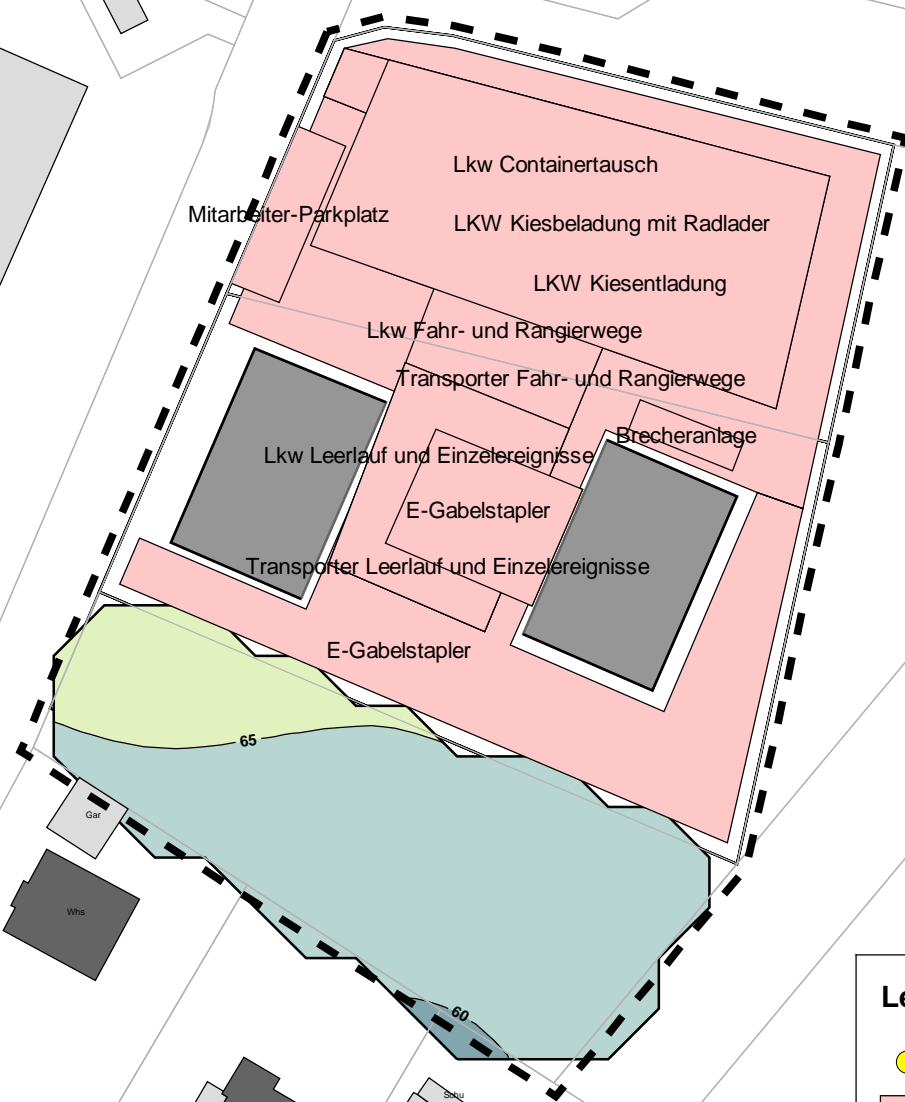 Lkw Containertausch
Mitarbeiter-Parkplatz
LKW Kiesbeladung mit Radlader
LKW Kiesentladung
Lkw Fahr- und Rangierwege
Transporter Fahr- und Rangierwege
Brecheranlage
Lkw Leerlauf und Einzelereignisse
E-Gabelstapler
Transporter Leerlauf und Einzelereignisse
E-Gabelstapler
65
Gar
Whs
Le
60
Schu